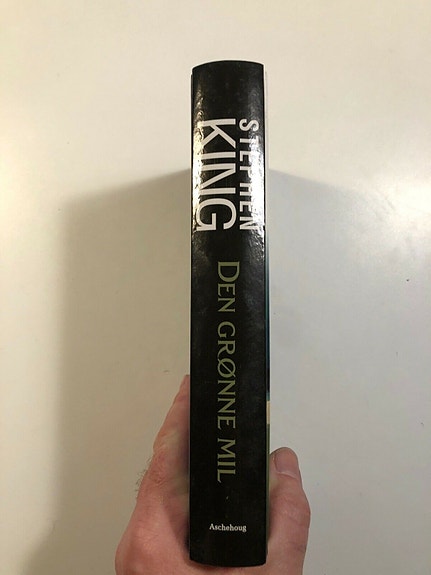 STEPHEN
KING
DEN GRØNNE MIL
Aschehoug